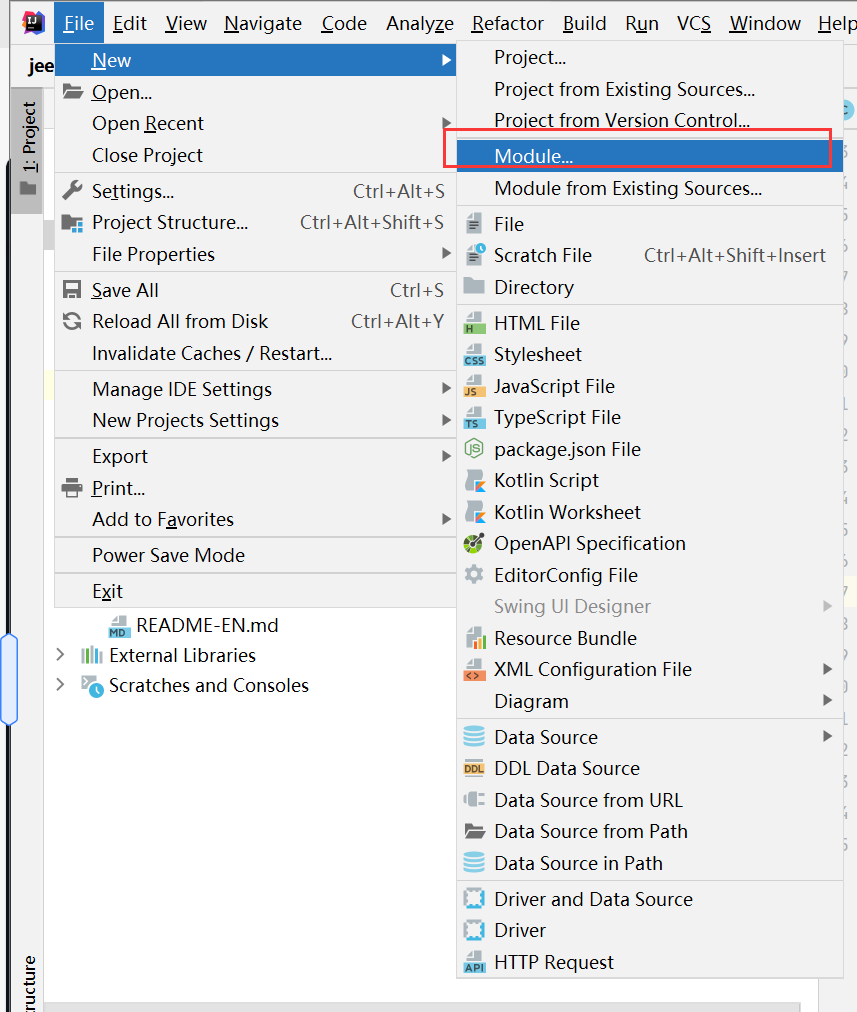 File Edit View Navigate Code Analyze Refactor Build Run VCS Window Help
jee
1: Project
New
Open...
Open Recent
Close Project
Settings... Ctrl+Alt+S
Project Structure... Ctrl+Alt+Shift+S
File Properties
Save All Ctrl+S
Reload All from Disk Ctrl+Alt+Y
Invalidate Caches / Restart...
Manage IDE Settings
New Projects Settings
Export
Print...
Add to Favorites
Power Save Mode
Exit
README-EN.md
External Libraries
Scratches and Consoles
Project...
Project from Existing Sources...
Project from Version Control...
Module...
Module from Existing Sources...
File
Scratch File Ctrl+Alt+Shift+Insert
Directory
HTML File
Stylesheet
JavaScript File
TypeScript File
package.json File
Kotlin Script
Kotlin Worksheet
OpenAPI Specification
EditorConfig File
Swing UI Designer
Resource Bundle
XML Configuration File
Diagram
Data Source
DDL Data Source
Data Source from URL
Data Source from Path
Data Source in Path
Driver and Data Source
Driver
HTTP Request
ructure